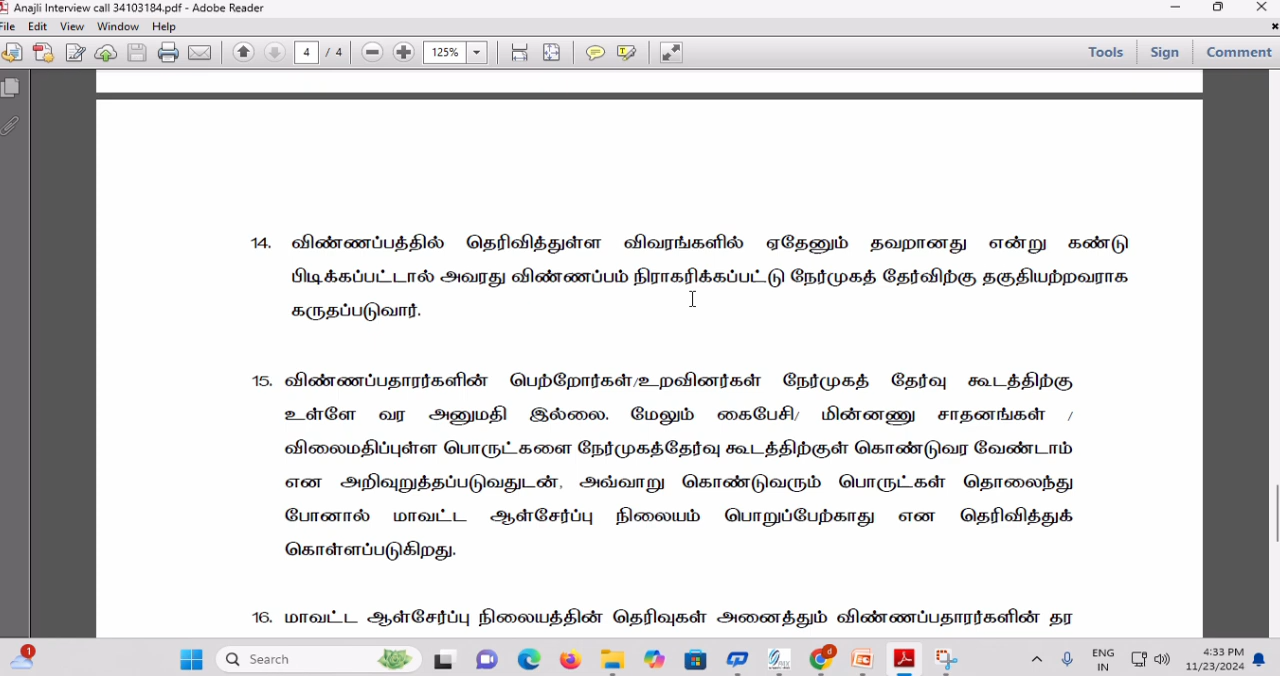 Anajli Interview call 34103184.pdf - Adobe Reader
File Edit View Window Help
4 / 4 125% Tools Sign Comment
14. விண்ணப்பத்தில் தெரிவித்துள்ள விவரங்களில் ஏதேனும் தவறானது என்று கண்டு
பிடிக்கப்பட்டால் அவரது விண்ணப்பம் நிராகரிக்கப்பட்டு நேர்முகத் தேர்விற்கு தகுதியற்றவராக
கருதப்படுவார்.
15. விண்ணப்பதாரர்களின் பெற்றோர்கள்/உறவினர்கள் நேர்முகத் தேர்வு கூடத்திற்கு
உள்ளே வர அனுமதி இல்லை. மேலும் கைபேசி/ மின்னணு சாதனங்கள் /
விலைமதிப்புள்ள பொருட்களை நேர்முகத்தேர்வு கூடத்திற்குள் கொண்டுவர வேண்டாம்
என அறிவுறுத்தப்படுவதுடன், அவ்வாறு கொண்டுவரும் பொருட்கள் தொலைந்து
போனால் மாவட்ட ஆள்சேர்ப்பு நிலையம் பொறுப்பேற்காது என தெரிவித்துக்
கொள்ளப்படுகிறது.
16. மாவட்ட ஆள்சேர்ப்பு நிலையத்தின் தெரிவுகள் அனைத்தும் விண்ணப்பதாரர்களின் தர
1 Search ENG 4:33 PM
IN 11/23/2024